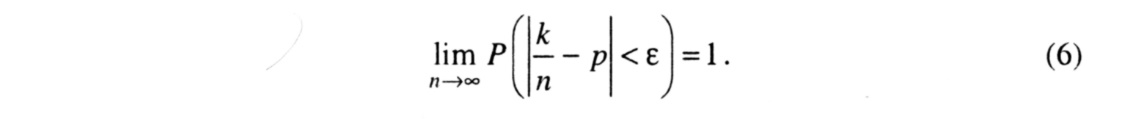 lim_{n→∞} P(|k/n − p| < ε) = 1. (6)